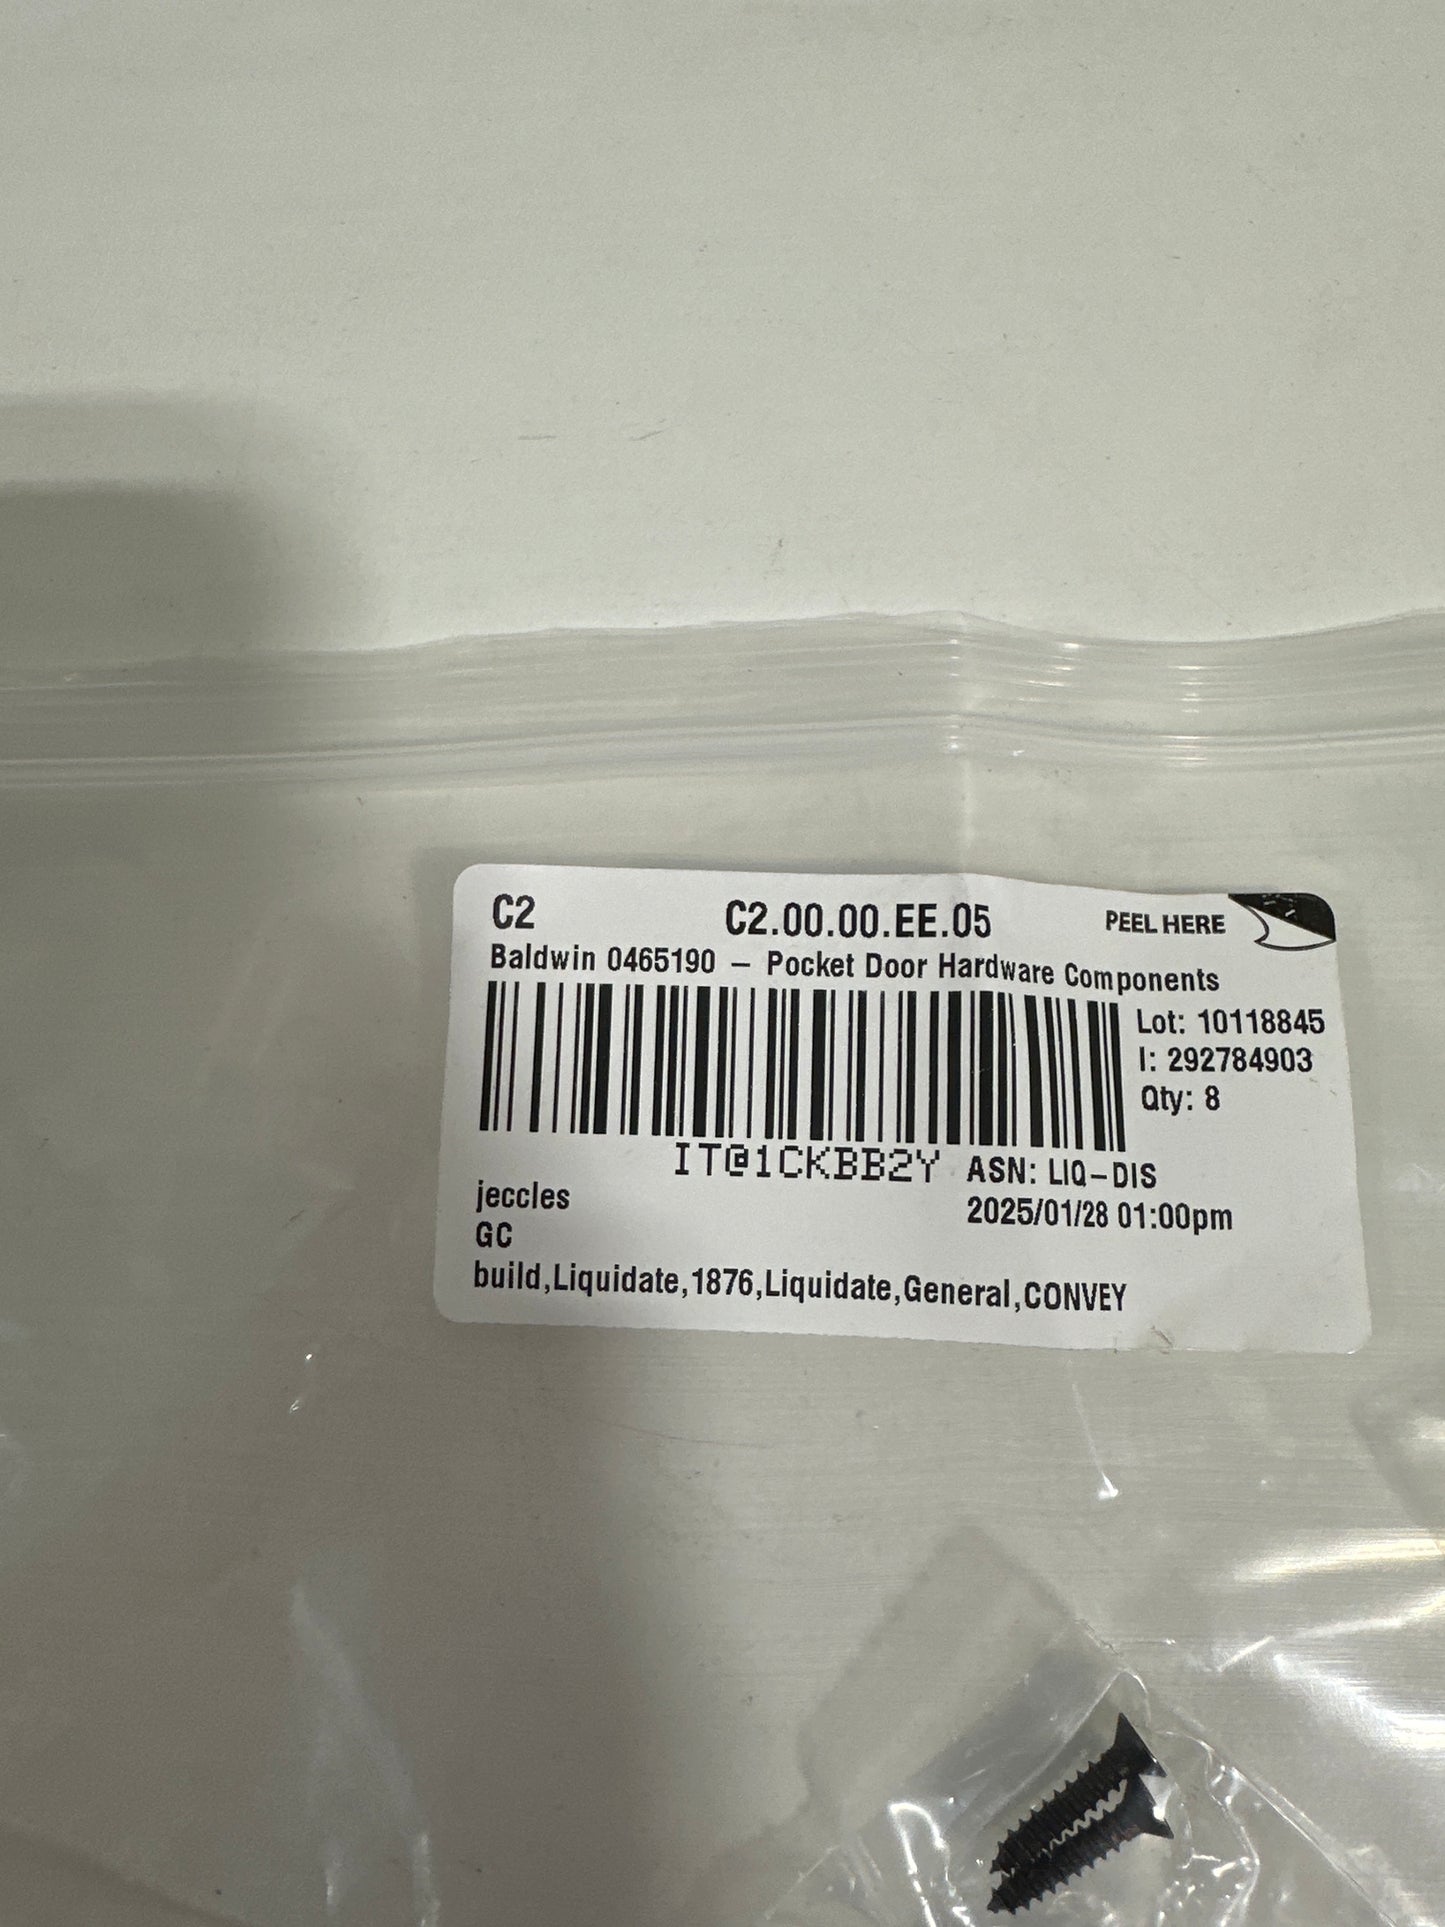 C2 C2.00.00.EE.05 PEEL HERE
Baldwin 0465190 – Pocket Door Hardware Components
Lot: 10118845
I: 292784903
Qty: 8
IT@1CKBB2Y ASN: LIQ-DIS
jeccles 2025/01/28 01:00pm
GC
build,Liquidate,1876,Liquidate,General,CONVEY